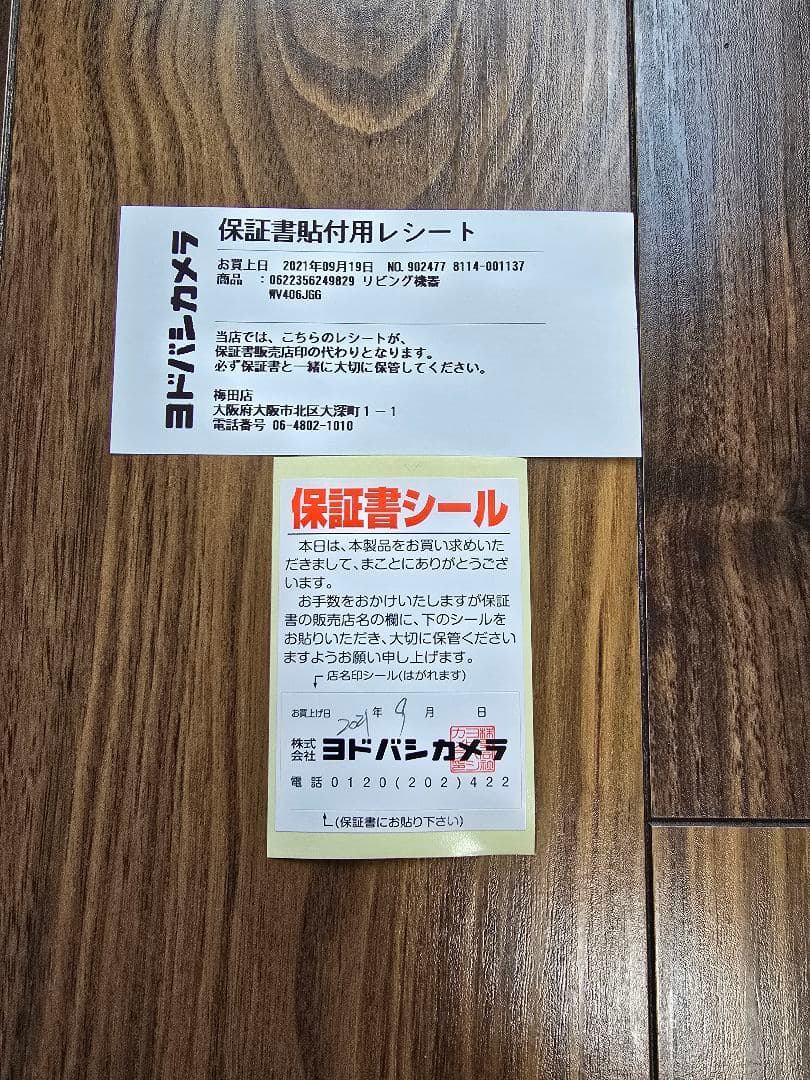 ヨドバシカメラ
保証書貼付用レシート
お買上日 2021年09月19日 NO.902477 8114-001137
商品 :0622356249829 リビング機器
WV406JGG
当店では、こちらのレシートが、
保証書販売店印の代わりとなります。
必ず保証書と一緒に大切に保管してください。
梅田店
大阪府大阪市北区大深町1-1
電話番号 06-4802-1010
保証書シール
本日は、本製品をお買い求めいた
だきまして、まことにありがとうござ
います。
お手数をおかけいたしますが保証
書の販売店名の欄に、下のシールを
お貼りいただき、大切に保管ください
ますようお願い申し上げます。
店名印シール(はがれます)
お買上げ日 2021年 9月 日
株式会社 ヨドバシカメラ
電話 0120(202)422
(保証書にお貼り下さい)